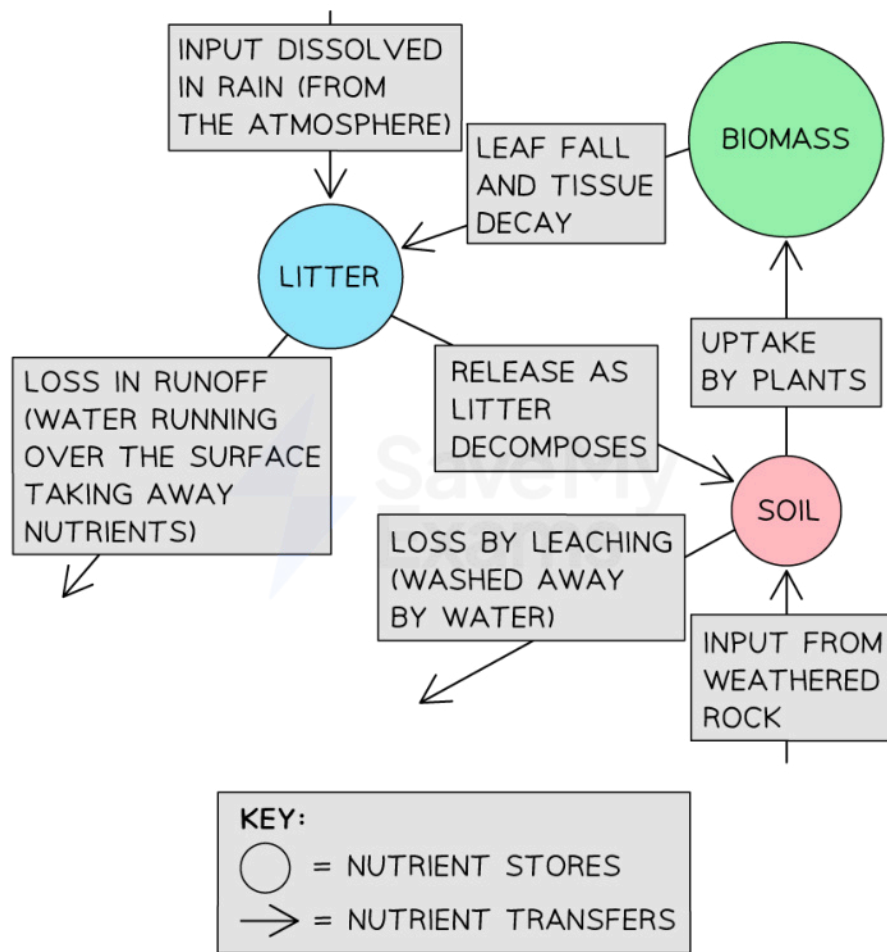 INPUT DISSOLVED
IN RAIN (FROM
THE ATMOSPHERE)
BIOMASS
LEAF FALL
AND TISSUE
DECAY
LITTER
UPTAKE
BY PLANTS
LOSS IN RUNOFF
(WATER RUNNING
OVER THE SURFACE
TAKING AWAY
NUTRIENTS)
RELEASE AS
LITTER
DECOMPOSES
SaveMy
Exams
SOIL
LOSS BY LEACHING
(WASHED AWAY
BY WATER)
INPUT FROM
WEATHERED
ROCK
KEY:
= NUTRIENT STORES
= NUTRIENT TRANSFERS